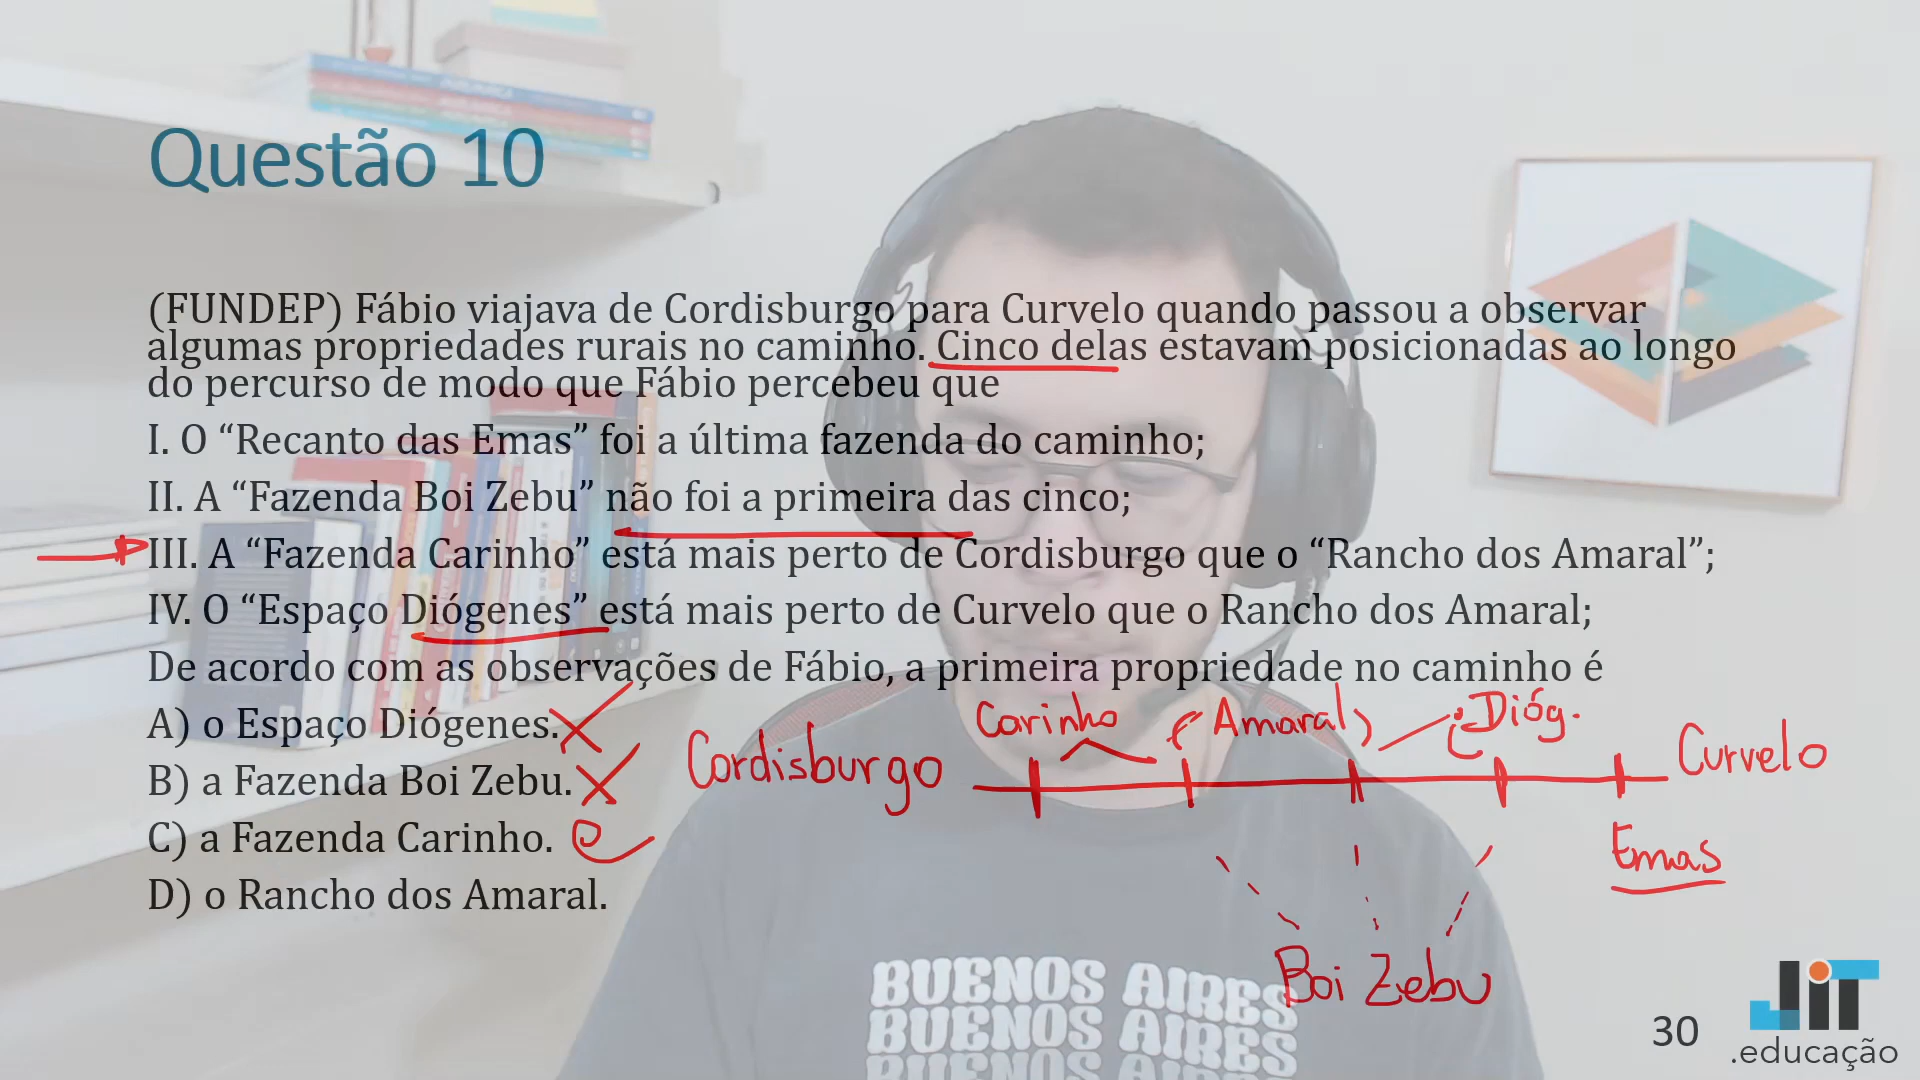 Questão 10
(FUNDEP) Fábio viajava de Cordisburgo para Curvelo quando passou a observar
algumas propriedades rurais no caminho. Cinco delas estavam posicionadas ao longo
do percurso de modo que Fábio percebeu que
I. O “Recanto das Emas” foi a última fazenda do caminho;
II. A “Fazenda Boi Zebu” não foi a primeira das cinco;
III. A “Fazenda Carinho” está mais perto de Cordisburgo que o “Rancho dos Amaral”;
IV. O “Espaço Diógenes” está mais perto de Curvelo que o Rancho dos Amaral;
De acordo com as observações de Fábio, a primeira propriedade no caminho é
A) o Espaço Diógenes.
B) a Fazenda Boi Zebu.
C) a Fazenda Carinho.
D) o Rancho dos Amaral.
Cordisburgo
Carinho
(Amaral)
Dióg.
Curvelo
Emas
Boi Zebu
BUENOS AIRES
BUENOS AIRES
BUENOS AIRES
30
JiT
.educação